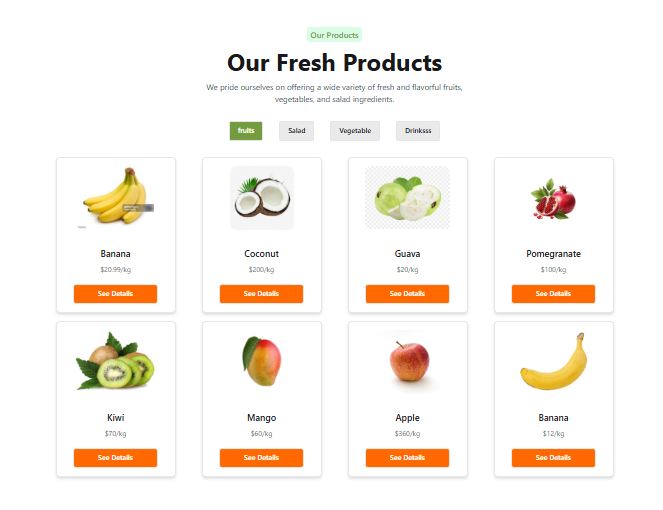 Our Products
Our Fresh Products
We pride ourselves on offering a wide variety of fresh and flavorful fruits,
vegetables, and salad ingredients.
fruits Salad Vegetable Drinksss
Banana Coconut Guava Pomegranate
$20.99/kg $200/kg $20/kg $100/kg
See Details See Details See Details See Details
Kiwi Mango Apple Banana
$70/kg $60/kg $360/kg $12/kg
See Details See Details See Details See Details